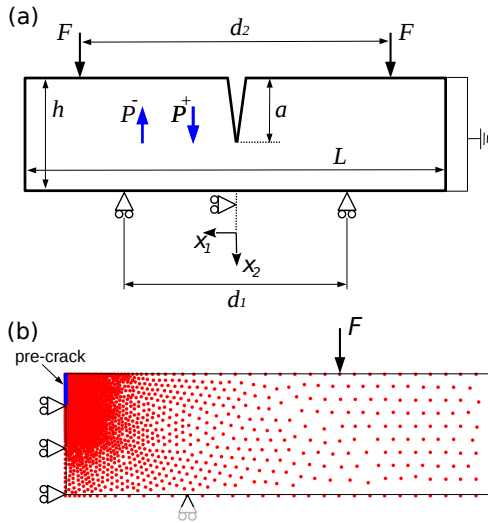 (a)
F d₂ F
h P⁻ P⁺ a
L
x₁
x₂
d₁
(b)
F
pre-crack